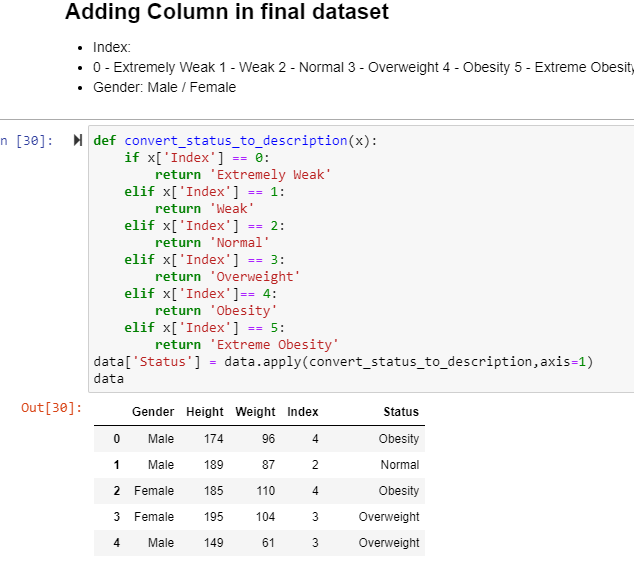 Adding Column in final dataset
• Index:
• 0 - Extremely Weak 1 - Weak 2 - Normal 3 - Overweight 4 - Obesity 5 - Extreme Obesity
• Gender: Male / Female
n [30]:
def convert_status_to_description(x):
    if x['Index'] == 0:
        return 'Extremely Weak'
    elif x['Index'] == 1:
        return 'Weak'
    elif x['Index'] == 2:
        return 'Normal'
    elif x['Index'] == 3:
        return 'Overweight'
    elif x['Index']== 4:
        return 'Obesity'
    elif x['Index'] == 5:
        return 'Extreme Obesity'
data['Status'] = data.apply(convert_status_to_description,axis=1)
data
Out[30]:
Gender Height Weight Index Status
0 Male 174 96 4 Obesity
1 Male 189 87 2 Normal
2 Female 185 110 4 Obesity
3 Female 195 104 3 Overweight
4 Male 149 61 3 Overweight